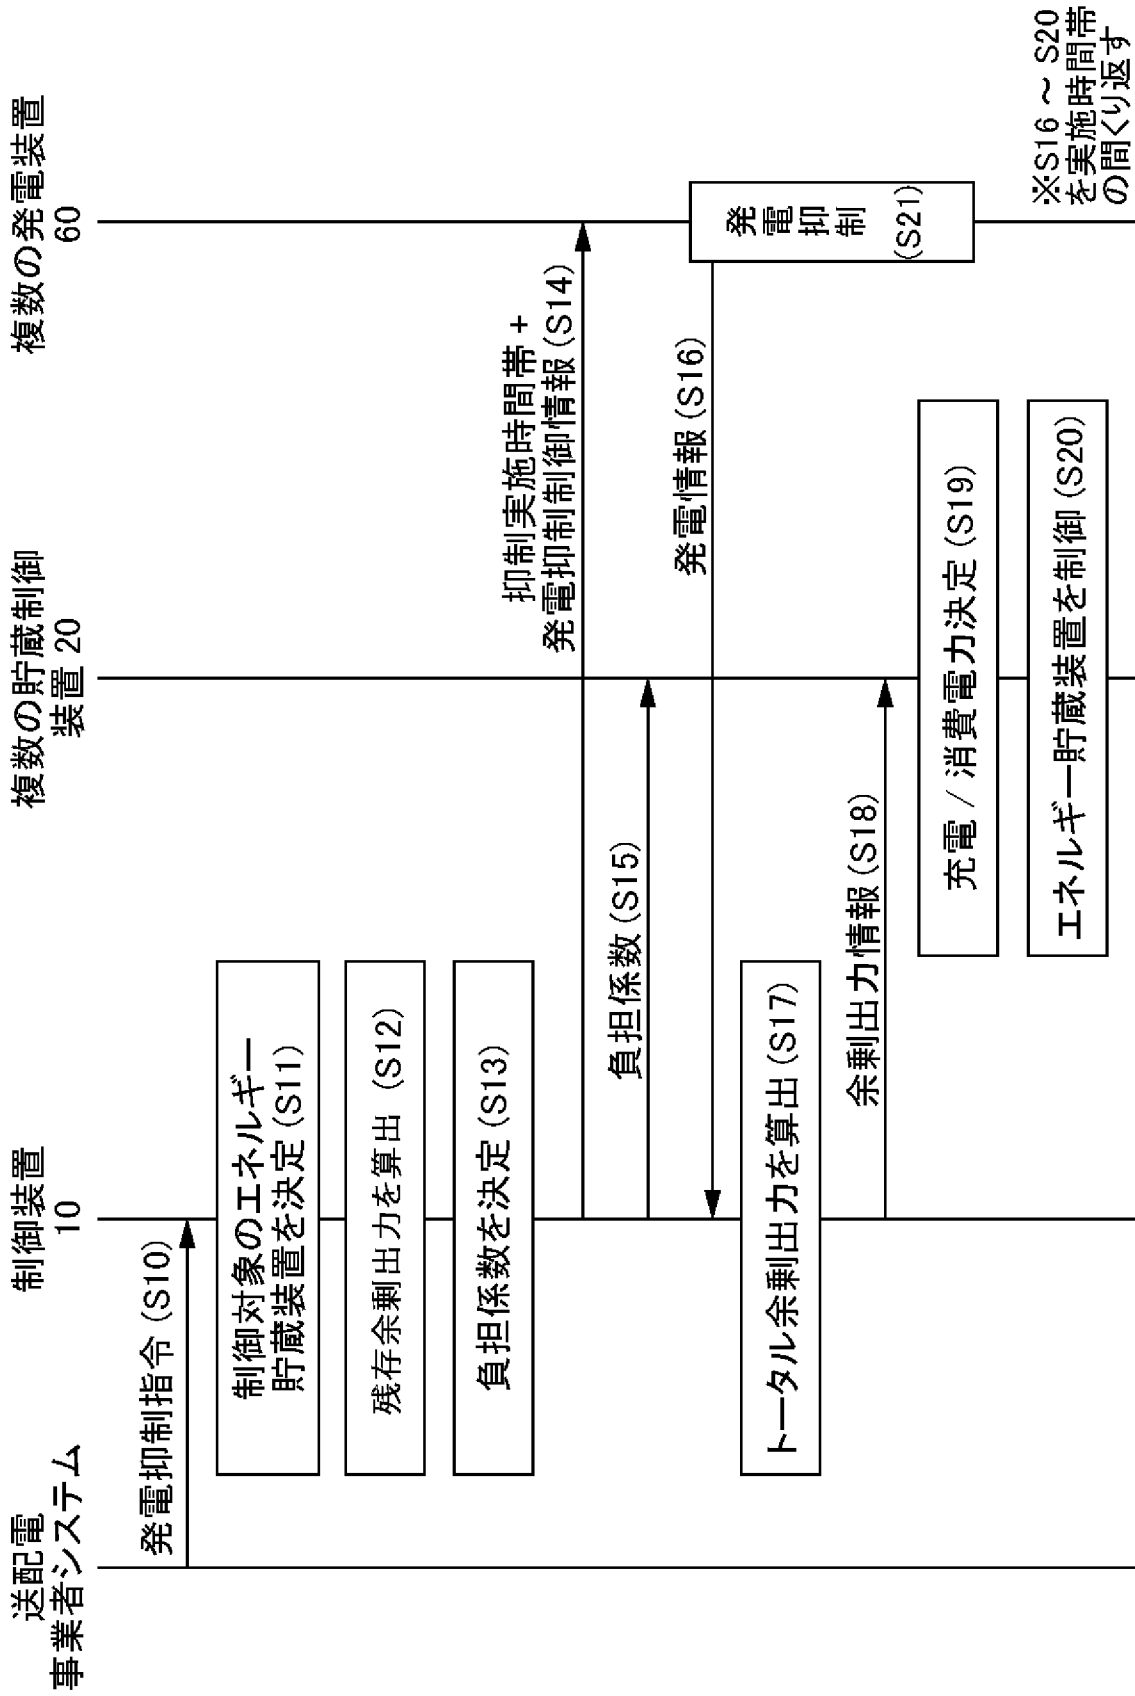 送配電
事業者システム
制御装置
10
複数の貯蔵制御
装置 20
複数の発電装置
60
発電抑制指令(S10)
制御対象のエネルギー
貯蔵装置を決定(S11)
残存余剰出力を算出 (S12)
負担係数を決定(S13)
抑制実施時間帯+
発電抑制制御情報(S14)
負担係数(S15)
発電情報(S16)
発電
抑制
(S21)
トータル余剰出力を算出(S17)
余剰出力情報(S18)
充電 / 消費電力決定(S19)
エネルギー貯蔵装置を制御(S20)
※S16 ～ S20
を実施時間帯
の間くり返す